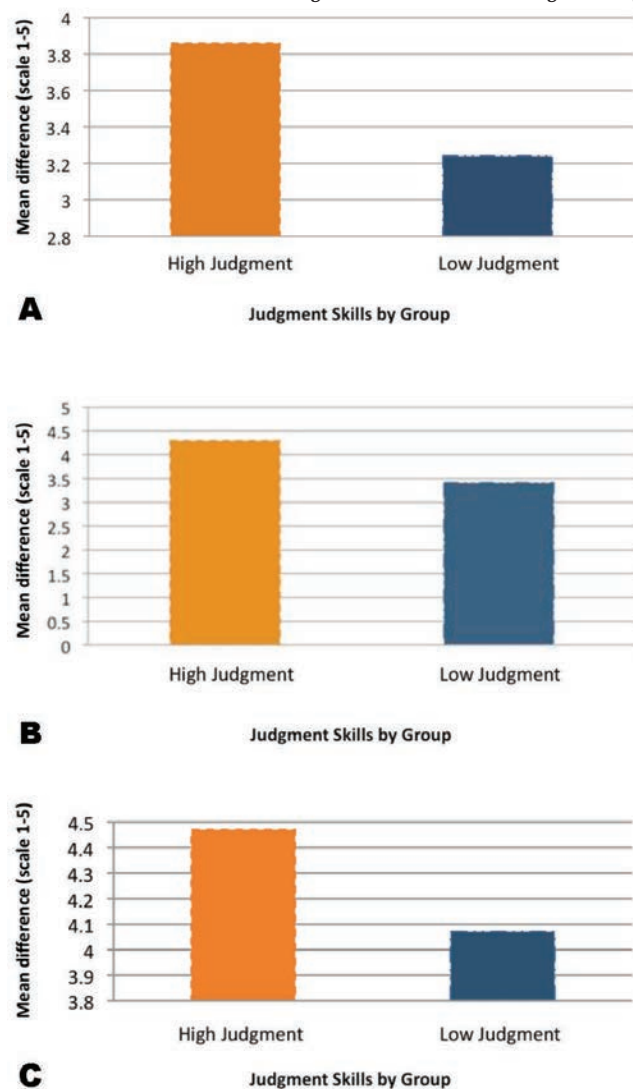 Mean difference (scale 1-5)
4
3.8
3.6
3.4
3.2
3
2.8
High Judgment Low Judgment
A Judgment Skills by Group
Mean difference (scale 1-5)
5
4.5
4
3.5
3
2.5
2
1.5
1
0.5
0
High Judgment Low Judgment
B Judgment Skills by Group
Mean difference (scale 1-5)
4.5
4.4
4.3
4.2
4.1
4
3.9
3.8
High Judgment Low Judgment
C Judgment Skills by Group